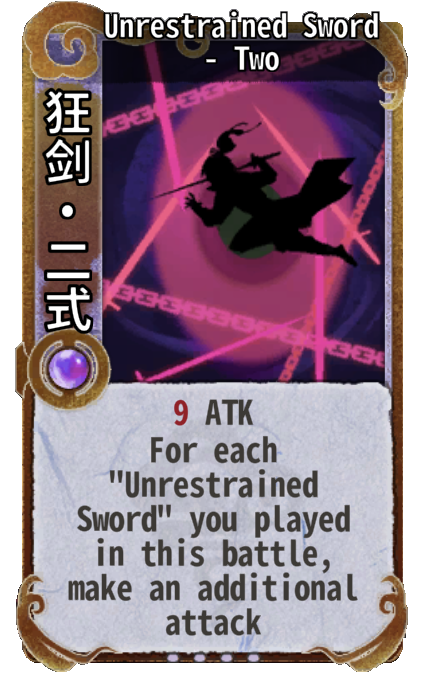 Unrestrained Sword
- Two
狂剑・二式
9 ATK
For each
"Unrestrained
Sword" you played
in this battle,
make an additional
attack